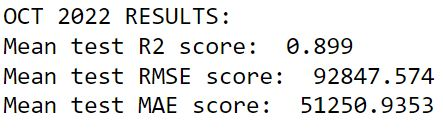 OCT 2022 RESULTS:
Mean test R2 score:  0.899
Mean test RMSE score:  92847.574
Mean test MAE score:  51250.9353